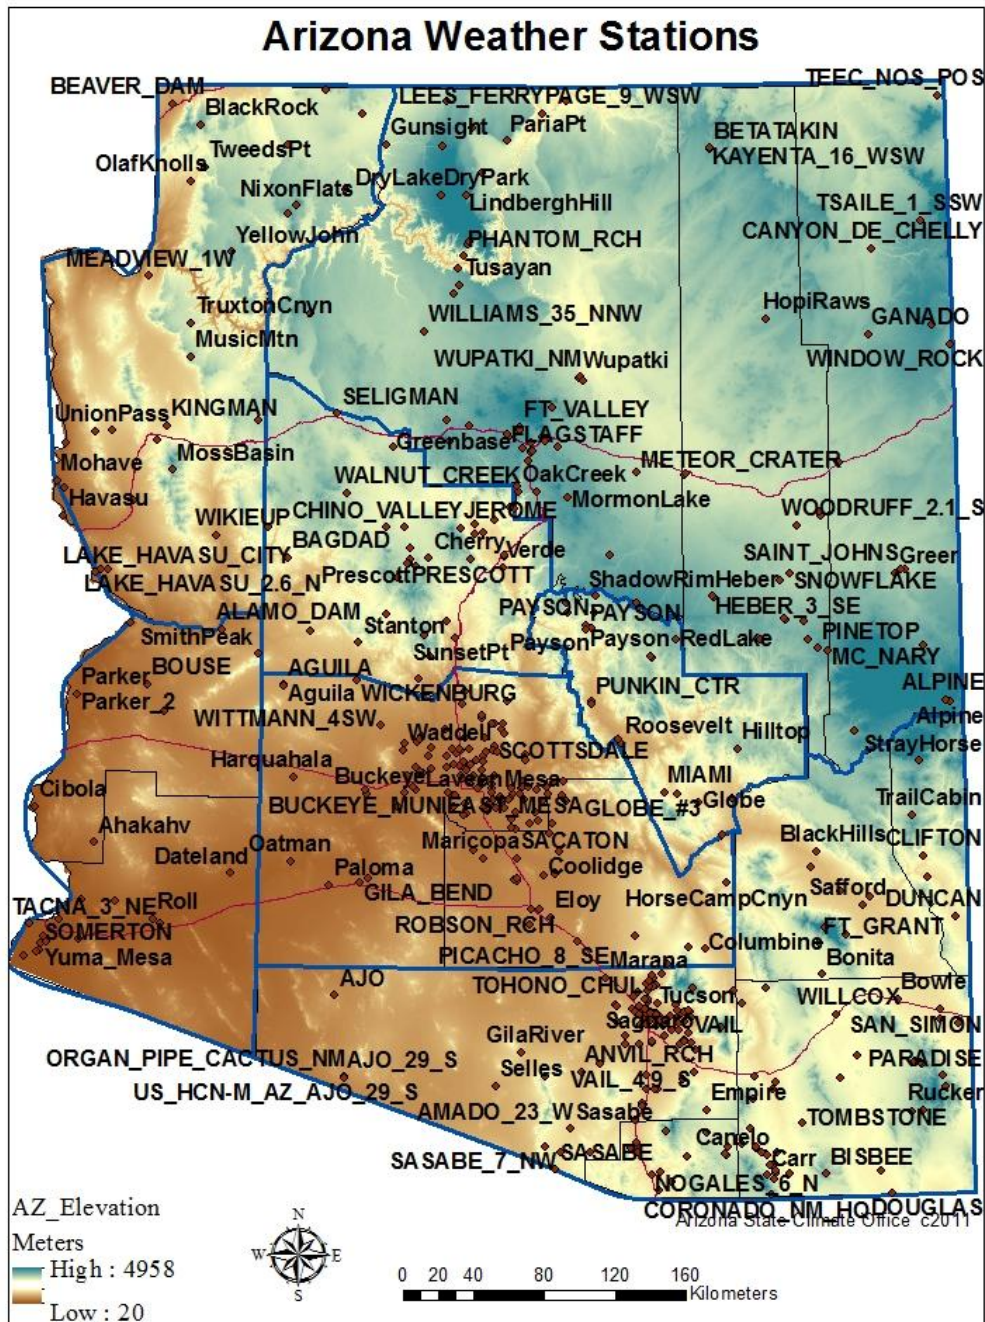 Arizona Weather Stations
TEEC_NOS_POS
BEAVER_DAM
LEES_FERRYPAGE_9_WSW
BlackRock
Gunsight
PariaPt
BETATAKIN
TweedsPt
KAYENTA_16_WSW
OlafKnolls
DryLakeDryPark
NixonFlats
LindberghHill
TSAILE_1_SSW
CANYON_DE_CHELLY
YellowJohn
PHANTOM_RCH
MEADVIEW_1W
Tusayan
TruxtonCnyn
WILLIAMS_35_NNW
HopiRaws
GANADO
MusicMtn
WUPATKI_NM
Wupatki
WINDOW_ROCK
SELIGMAN
UnionPass
KINGMAN
FT_VALLEY
Greenbase
FLAGSTAFF
MossBasin
Mohave
WALNUT_CREEK
OakCreek
METEOR_CRATER
Havasu
MormonLake
WIKIEUP
CHINO_VALLEY
JEROME
WOODRUFF_2.1_S
BAGDAD
Cherry
Verde
LAKE_HAVASU_CITY
SAINT_JOHNS
Greer
LAKE_HAVASU_2.6_N
Prescott
PRESCOTT
ShadowRim
Heber
SNOWFLAKE
ALAMO_DAM
PAYSON
PAYSON
HEBER_3_SE
SmithPeak
Stanton
Payson
Payson
RedLake
PINETOP
SunsetPt
MC_NARY
Parker
BOUSE
AGUILA
ALPINE
Parker_2
Aguila
WICKENBURG
PUNKIN_CTR
WITTMANN_4SW
Waddell
Roosevelt
Hilltop
Alpine
SCOTTSDALE
StrayHorse
Harquahala
Buckeye
Laveen
Mesa
MIAMI
Cibola
BUCKEYE_MUNI
EAST_MESA
GLOBE_#3
Globe
TrailCabin
Ahakahv
Oatman
Maricopa
SACATON
BlackHills
CLIFTON
Dateland
Paloma
Coolidge
Safford
TACNA_3_NE
Roll
GILA_BEND
Eloy
HorseCampCnyn
DUNCAN
SOMERTON
ROBSON_RCH
FT_GRANT
Yuma_Mesa
PICACHO_8_SE
Marana
Columbine
Bonita
AJO
TOHONO_CHUL
Tucson
WILLCOX
Bowie
Saguaro
VAIL
SAN_SIMON
GilaRiver
ORGAN_PIPE_CACTUS_NM
AJO_29_S
Selles
ANVIL_RCH
PARADISE
US_HCN-M_AZ_AJO_29_S
VAIL_4.9_S
Empire
Rucker
AMADO_23_W
Sasabe
TOMBSTONE
Canelo
SASABE_7_NW
SASABE
Carr
BISBEE
NOGALES_6_N
CORONADO_NM_HQ
DOUGLAS
Arizona State Climate Office c2011
AZ_Elevation
Meters
High : 4958
Low : 20
N
W
E
S
0 20 40 80 120 160
Kilometers